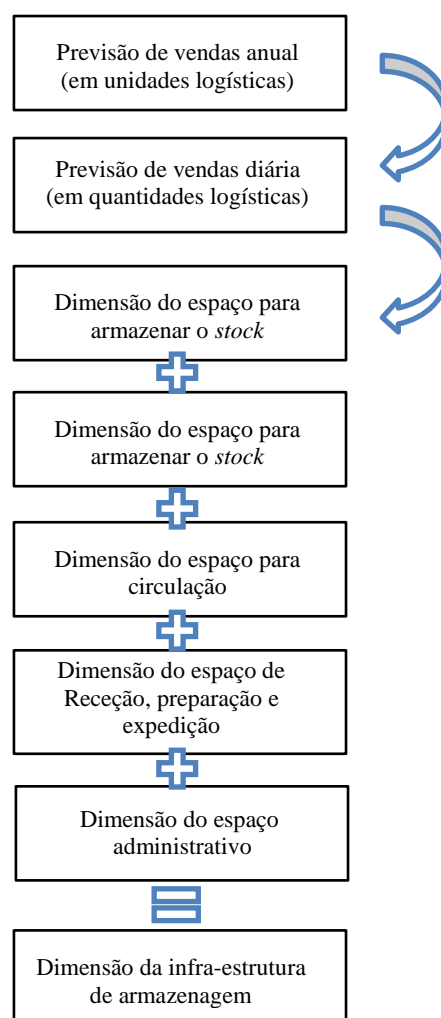 Previsão de vendas anual
(em unidades logísticas)
Previsão de vendas diária
(em quantidades logísticas)
Dimensão do espaço para
armazenar o stock
Dimensão do espaço para
armazenar o stock
Dimensão do espaço para
circulação
Dimensão do espaço de
Receção, preparação e
expedição
Dimensão do espaço
administrativo
Dimensão da infra-estrutura
de armazenagem